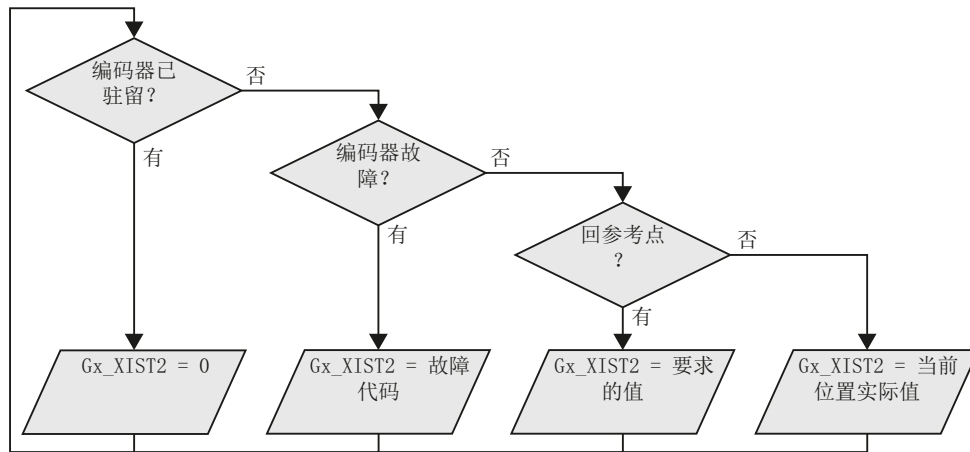 编码器已
驻留？
否
有
编码器故
障？
否
有
回参考点
？
否
有
Gx_XIST2 = 0
Gx_XIST2 = 故障
代码
Gx_XIST2 = 要求
的值
Gx_XIST2 = 当前
位置实际值